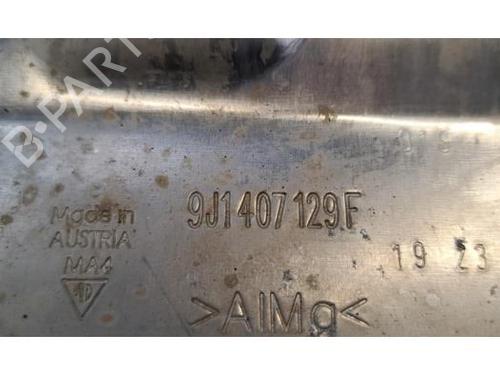 B-PARTS
9J1407129F
Made in
AUSTRIA
MA4
19 23
>AlMg<